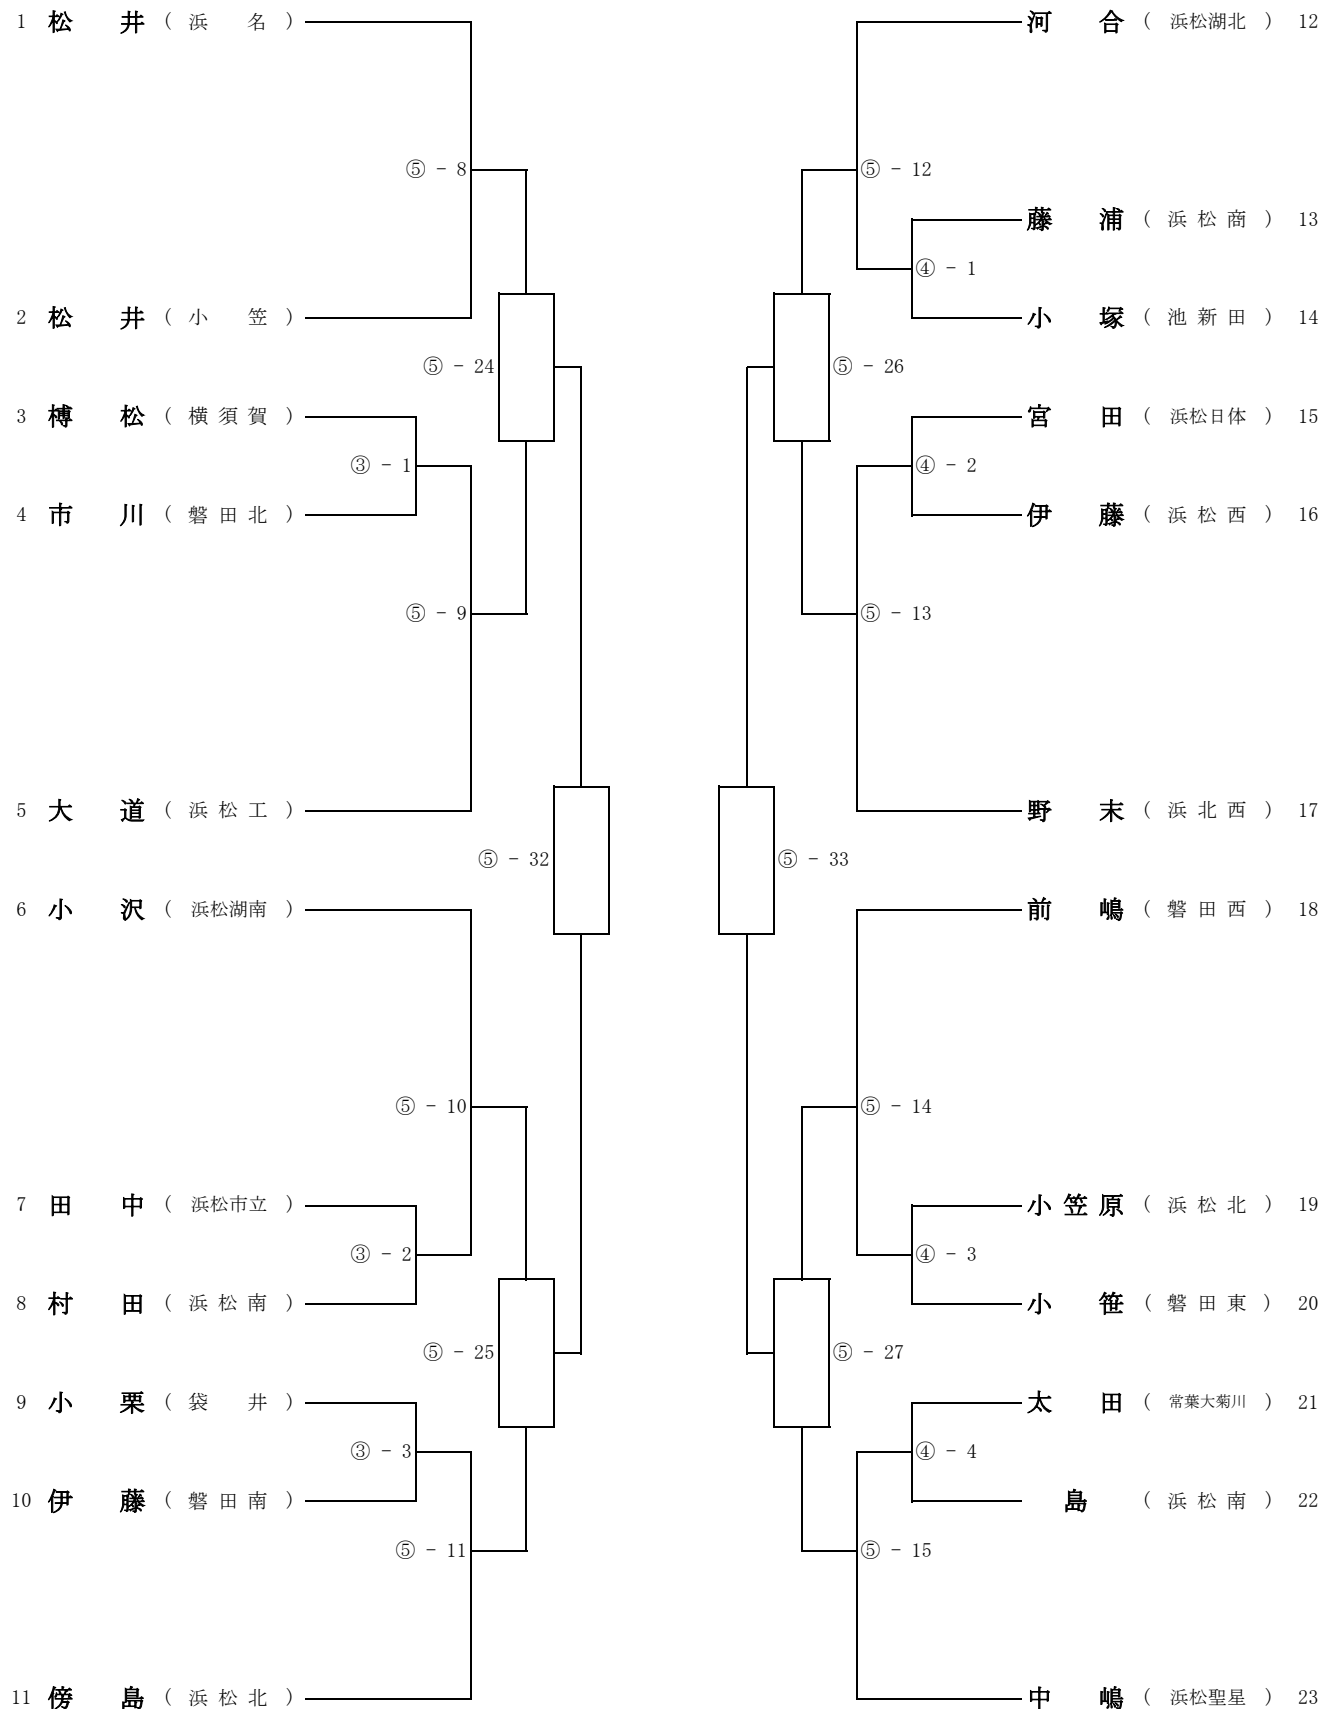 1 松 井 ( 浜 名 )
⑤ - 8
2 松 井 ( 小 笠 )
⑤ - 24
3 榑 松 ( 横 須 賀 )
③ - 1
4 市 川 ( 磐 田 北 )
⑤ - 9
5 大 道 ( 浜 松 工 )
⑤ - 32
6 小 沢 ( 浜松湖南 )
⑤ - 10
7 田 中 ( 浜松市立 )
③ - 2
8 村 田 ( 浜 松 南 )
⑤ - 25
9 小 栗 ( 袋 井 )
③ - 3
10 伊 藤 ( 磐 田 南 )
⑤ - 11
11 傍 島 ( 浜 松 北 )
河 合 ( 浜松湖北 ) 12
⑤ - 12
藤 浦 ( 浜 松 商 ) 13
④ - 1
小 塚 ( 池 新 田 ) 14
⑤ - 26
宮 田 ( 浜松日体 ) 15
④ - 2
伊 藤 ( 浜 松 西 ) 16
⑤ - 13
野 末 ( 浜 北 西 ) 17
⑤ - 33
前 嶋 ( 磐 田 西 ) 18
⑤ - 14
小 笠 原 ( 浜 松 北 ) 19
④ - 3
小 笹 ( 磐 田 東 ) 20
⑤ - 27
太 田 ( 常葉大菊川 ) 21
④ - 4
島 ( 浜 松 南 ) 22
⑤ - 15
中 嶋 ( 浜松聖星 ) 23